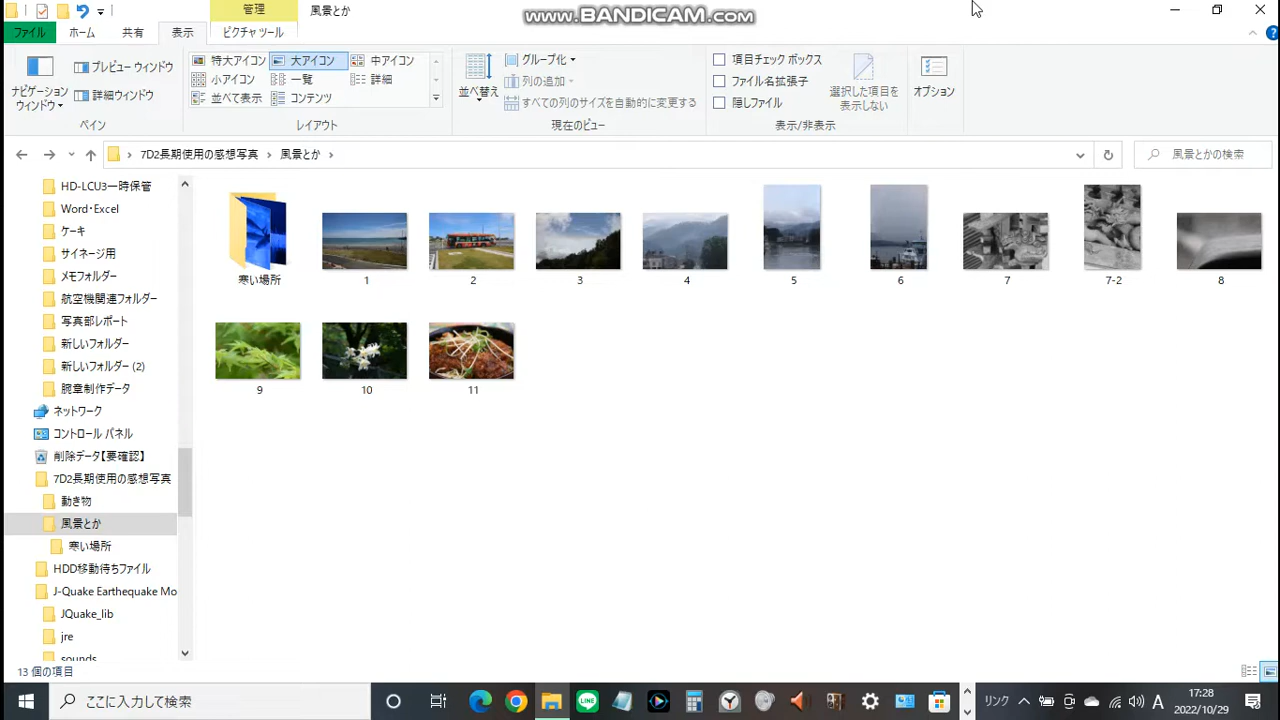 管理
風景とか
www.BANDICAM.com
ファイル
ホーム
共有
表示
ピクチャ ツール
ナビゲーション
ウィンドウ
プレビュー ウィンドウ
詳細ウィンドウ
ペイン
特大アイコン
大アイコン
中アイコン
小アイコン
一覧
詳細
並べて表示
コンテンツ
レイアウト
並べ替え
グループ化
列の追加
すべての列のサイズを自動的に変更する
現在のビュー
項目チェック ボックス
ファイル名拡張子
隠しファイル
選択した項目を
表示しない
表示/非表示
オプション
7D2長期使用の感想写真
風景とか
風景とかの検索
HD-LCU3一時保管
Word・Excel
ケーキ
サイネージ用
メモフォルダー
航空機関連フォルダー
写真部レポート
新しいフォルダー
新しいフォルダー (2)
腕章制作データ
ネットワーク
コントロール パネル
削除データ【要確認】
7D2長期使用の感想写真
動き物
風景とか
寒い場所
HDD移動待ちファイル
J-Quake Earthequake Mo
JQuake_lib
jre
sounds
寒い場所
1
2
3
4
5
6
7
7-2
8
9
10
11
13 個の項目
ここに入力して検索
リンク
A
17:28
2022/10/29